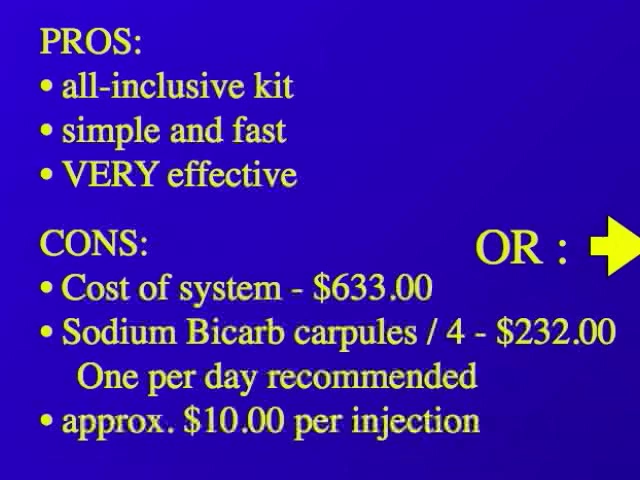 PROS:
• all-inclusive kit
• simple and fast
• VERY effective
CONS:
OR :
• Cost of system - $633.00
• Sodium Bicarb carpules / 4 - $232.00
One per day recommended
• approx. $10.00 per injection